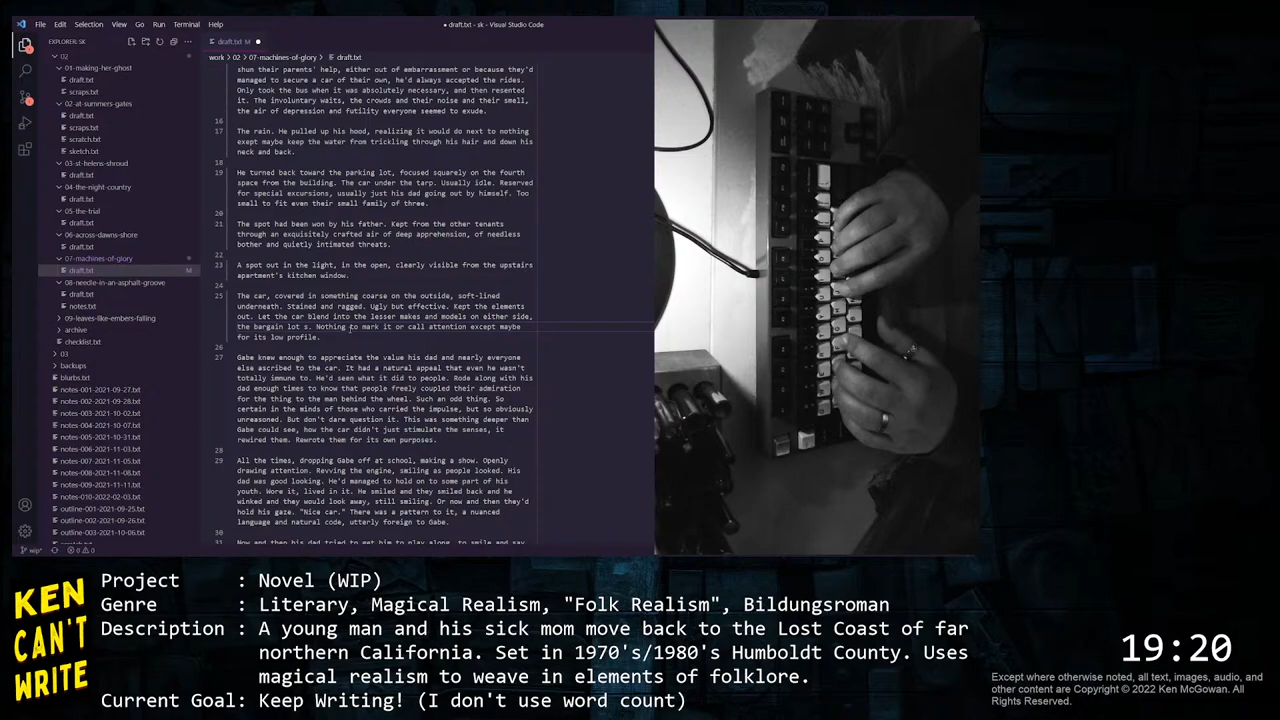 File Edit Selection View Go Run Terminal Help
● draft.txt - sk - Visual Studio Code
EXPLORER: SK
draft.txt M ●
work > 02 > 07-machines-of-glory > draft.txt
02
01-making-her-ghost
draft.txt
scraps.txt
02-at-summers-gates
draft.txt
scraps.txt
scratch.txt
sketch.txt
03-st-helens-shroud
draft.txt
04-the-night-country
draft.txt
05-the-trial
draft.txt
06-across-dawns-shore
draft.txt
07-machines-of-glory
draft.txt M
08-needle-in-an-asphalt-groove
draft.txt
notes.txt
09-leaves-like-embers-falling
archive
checklist.txt
03
backups
blurbs.txt
notes-001-2021-09-27.txt
notes-002-2021-09-28.txt
notes-003-2021-10-02.txt
notes-004-2021-10-07.txt
notes-005-2021-10-31.txt
notes-006-2021-11-03.txt
notes-007-2021-11-05.txt
notes-008-2021-11-08.txt
notes-009-2021-11-11.txt
notes-010-2022-02-03.txt
outline-001-2021-09-25.txt
outline-002-2021-09-26.txt
outline-003-2021-10-06.txt
wip* 0 0
shun their parents' help, either out of embarrassment or because they'd
managed to secure a car of their own, he'd always accepted the rides.
Only took the bus when it was absolutely necessary, and then resented
it. The involuntary waits, the crowds and their noise and their smell,
the air of depression and futility everyone seemed to exude.
16
17 The rain. He pulled up his hood, realizing it would do next to nothing
exept maybe keep the water from trickling through his hair and down his
neck and back.
18
19 He turned back toward the parking lot, focused squarely on the fourth
space from the building. The car under the tarp. Usually idle. Reserved
for special excursions, usually just his dad going out by himself. Too
small to fit even their small family of three.
20
21 The spot had been won by his father. Kept from the other tenants
through an exquisitely crafted air of deep apprehension, of needless
bother and quietly intimated threats.
22
23 A spot out in the light, in the open, clearly visible from the upstairs
apartment's kitchen window.
24
25 The car, covered in something coarse on the outside, soft-lined
underneath. Stained and ragged. Ugly but effective. Kept the elements
out. Let the car blend into the lesser makes and models on either side,
the bargain lot s. Nothing to mark it or call attention except maybe
for its low profile.
26
27 Gabe knew enough to appreciate the value his dad and nearly everyone
else ascribed to the car. It had a natural appeal that even he wasn't
totally immune to. He'd seen what it did to people. Rode along with his
dad enough times to know that people freely coupled their admiration
for the thing to the man behind the wheel. Such an odd thing. So
certain in the minds of those who carried the impulse, but so obviously
unreasoned. But don't dare question it. This was something deeper than
Gabe could see, how the car didn't just stimulate the senses, it
rewired them. Rewrote them for its own purposes.
28
29 All the times, dropping Gabe off at school, making a show. Openly
drawing attention. Revving the engine, smiling as people looked. His
dad was good looking. He'd managed to hold on to some part of his
youth. Wore it, lived in it. He smiled and they smiled back and he
winked and they would look away, still smiling. Or now and then they'd
hold his gaze. "Nice car." There was a pattern to it, a nuanced
language and natural code, utterly foreign to Gabe.
30
31 Now and then his dad tried to get him to play along, to smile and say
KEN
CAN'T
WRITE
Project : Novel (WIP)
Genre : Literary, Magical Realism, "Folk Realism", Bildungsroman
Description : A young man and his sick mom move back to the Lost Coast of far
northern California. Set in 1970's/1980's Humboldt County. Uses
magical realism to weave in elements of folklore.
Current Goal: Keep Writing! (I don't use word count)
19:20
Except where otherwise noted, all text, images, audio, and
other content are Copyright © 2022 Ken McGowan. All
Rights Reserved.